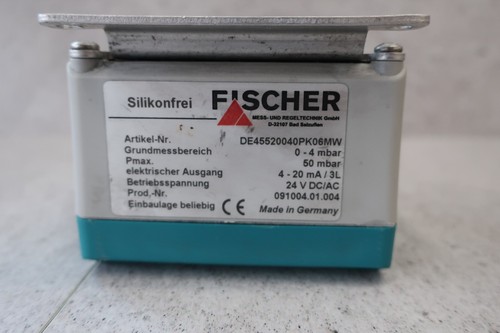 Silikonfrei
FISCHER
MESS- UND REGELTECHNIK GmbH
D-32107 Bad Salzuflen
Artikel-Nr. DE45520040PK06MW
Grundmessbereich 0 - 4 mbar
Pmax. 50 mbar
elektrischer Ausgang 4 - 20 mA / 3L
Betriebsspannung 24 V DC/AC
Prod.-Nr. 091004.01.004
Einbaulage beliebig CE Made in Germany